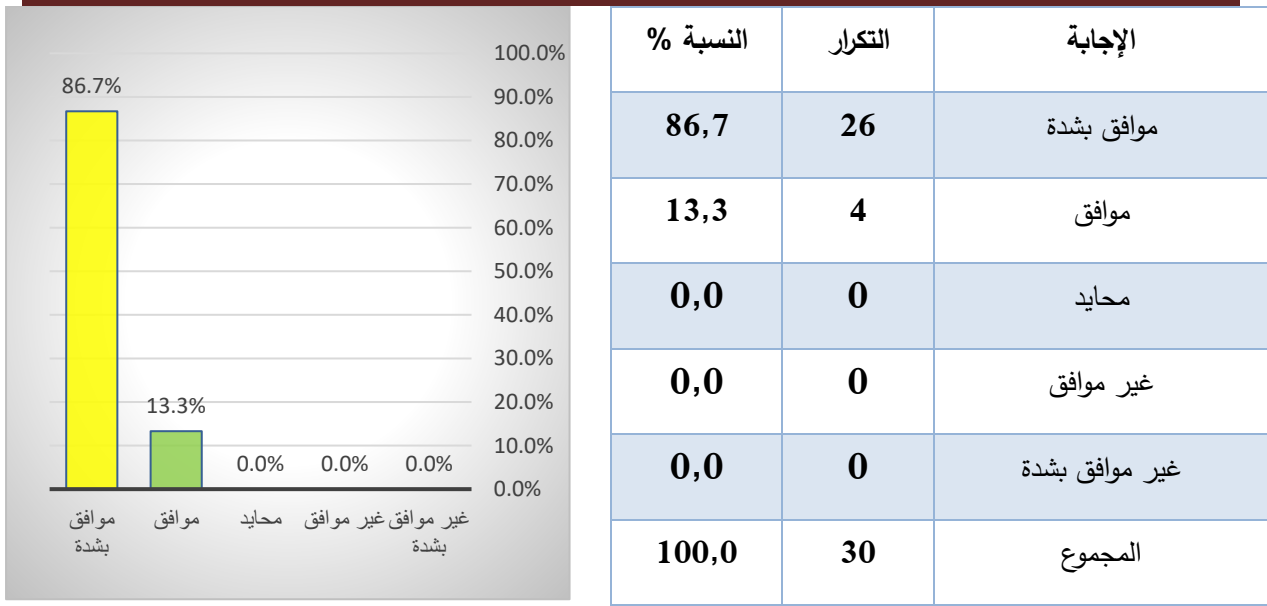 الإجابة التكرار النسبة %
موافق بشدة 26 86,7
موافق 4 13,3
محايد 0 0,0
غير موافق 0 0,0
غير موافق بشدة 0 0,0
المجموع 30 100,0
100.0%
90.0%
80.0%
70.0%
60.0%
50.0%
40.0%
30.0%
20.0%
10.0%
0.0%
86.7%
13.3%
0.0% 0.0% 0.0%
غير موافق بشدة
غير موافق
محايد
موافق
موافق بشدة